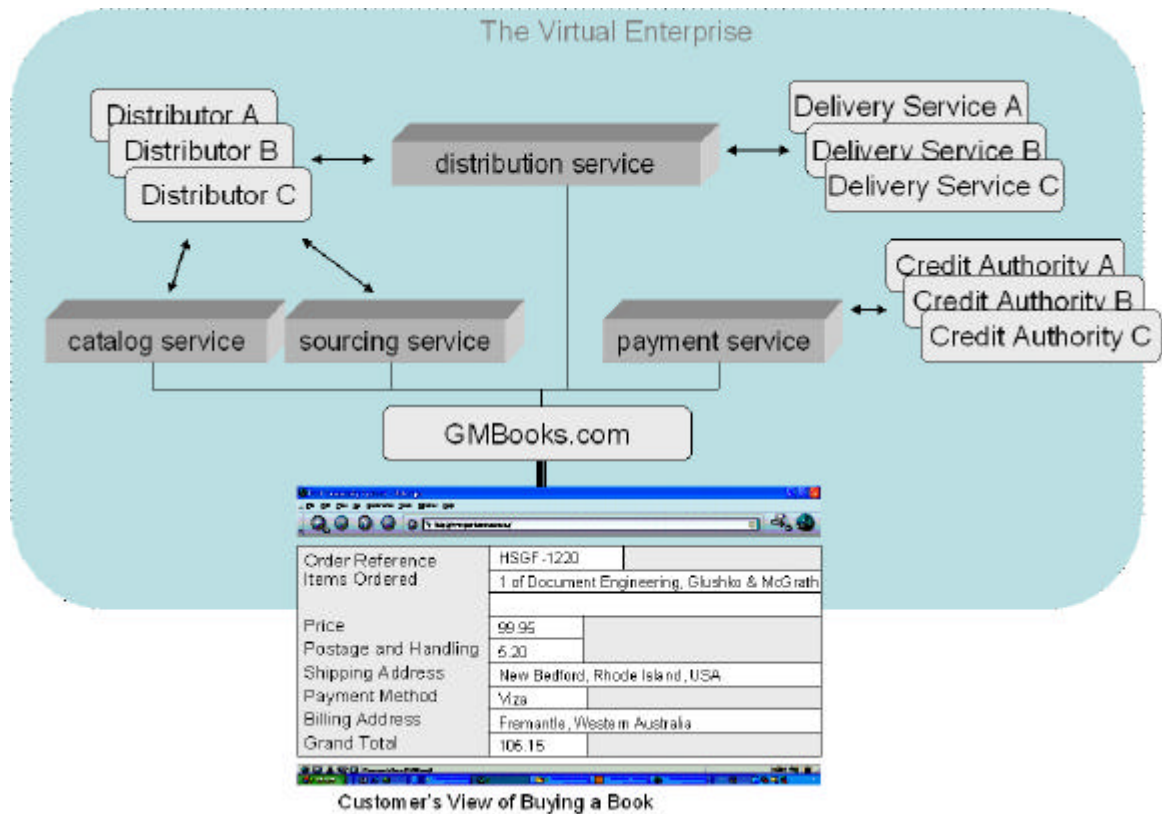 The Virtual Enterprise
Distributor A
Distributor B
Distributor C
distribution service
Delivery Service A
Delivery Service B
Delivery Service C
Credit Authority A
Credit Authority B
Credit Authority C
catalog service
sourcing service
payment service
GMBooks.com
Order Reference HSGF-1220
Items Ordered 1 of Document Engineering, Glushko & McGrath
Price 99.95
Postage and Handling 5.20
Shipping Address New Bedford, Rhode Island, USA
Payment Method Viza
Billing Address Fremantle, Western Australia
Grand Total 105.15
Customer's View of Buying a Book